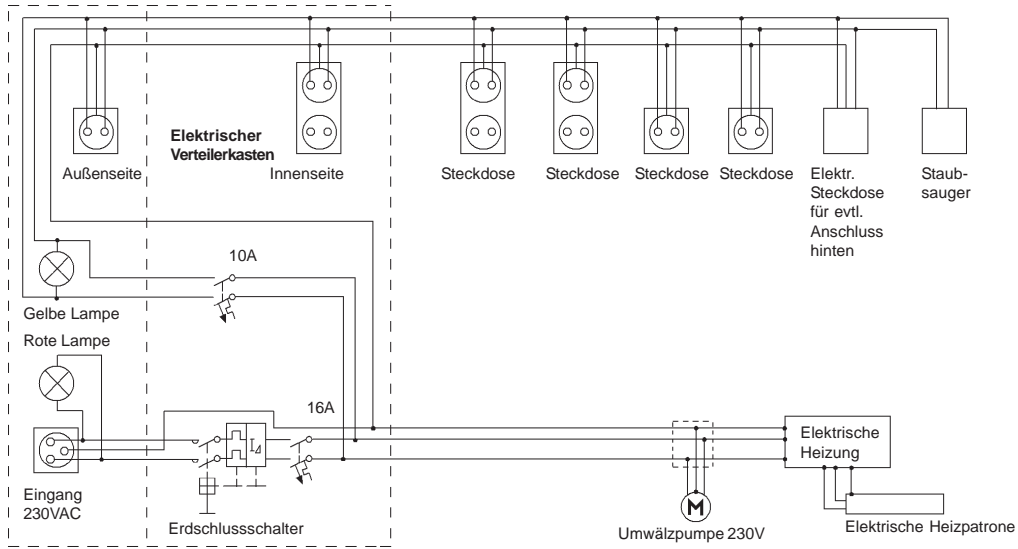 Elektrischer
Verteilerkasten
Außenseite
Innenseite
Steckdose
Steckdose
Steckdose
Steckdose
Elektr.
Steckdose
für evtl.
Anschluss
hinten
Staub-
sauger
10A
Gelbe Lampe
Rote Lampe
16A
I⊿
Elektrische
Heizung
M
Eingang
230VAC
Erdschlussschalter
Umwälzpumpe 230V
Elektrische Heizpatrone